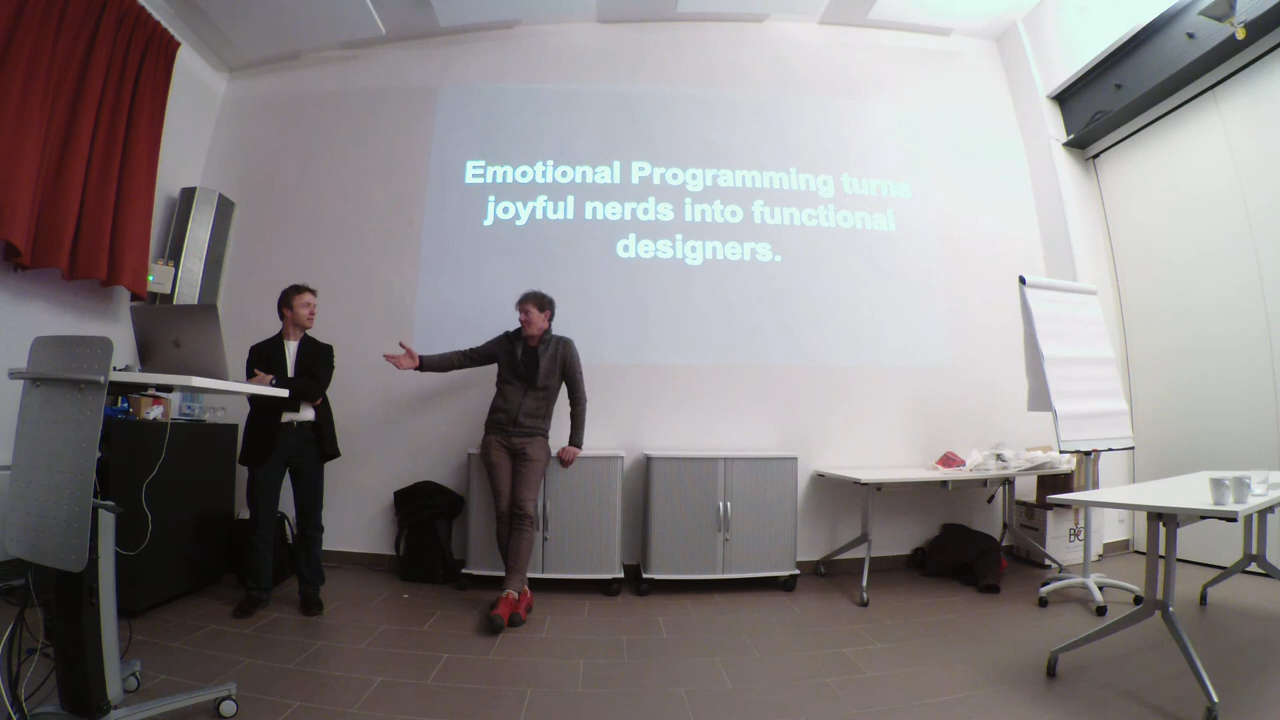 Emotional Programming turns
joyful nerds into functional
designers.